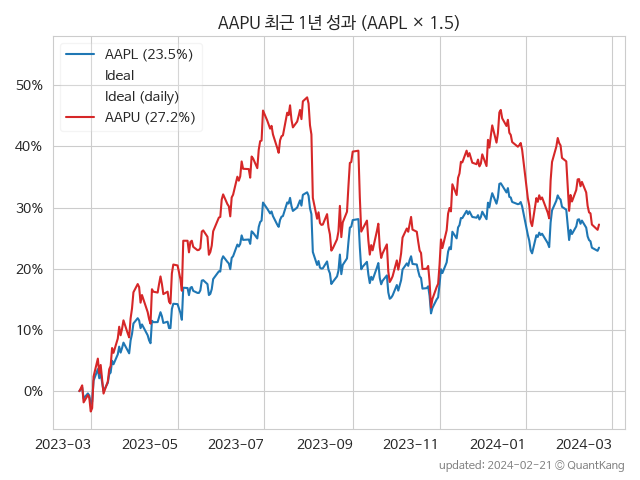 AAPU 최근 1년 성과 (AAPL × 1.5)
AAPL (23.5%)
Ideal
Ideal (daily)
AAPU (27.2%)
50%
40%
30%
20%
10%
0%
2023-03 2023-05 2023-07 2023-09 2023-11 2024-01 2024-03
updated: 2024-02-21 © QuantKang